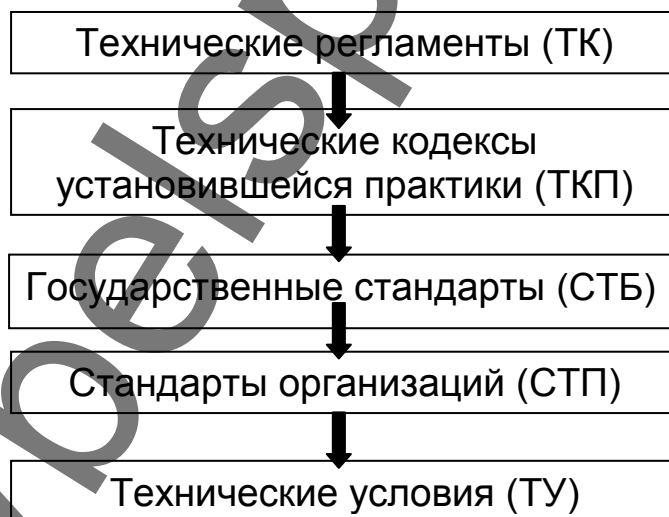 Технические регламенты (ТК)
Технические кодексы
установившейся практики (ТКП)
Государственные стандарты (СТБ)
Стандарты организаций (СТП)
Технические условия (ТУ)